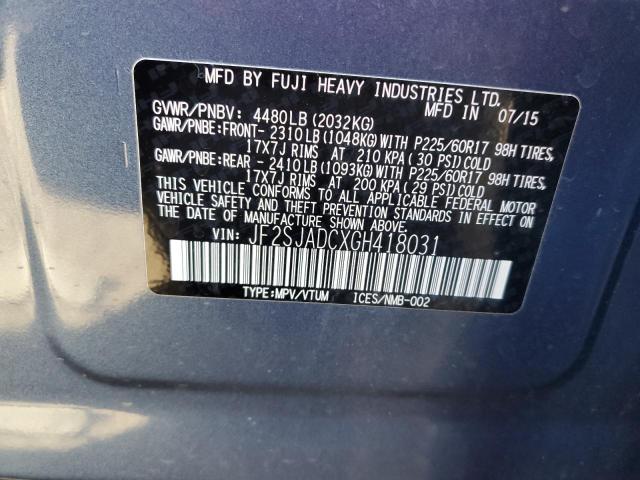 MFD BY FUJI HEAVY INDUSTRIES LTD.
MFD IN 07/15
GVWR/PNBV: 4480LB(2032KG)
GAWR/PNBE:FRONT- 2310LB(1048KG)WITH P225/60R17 98H TIRES,
17X7J RIMS AT 210 KPA(30 PSI)COLD
GAWR/PNBE:REAR - 2410LB(1093KG)WITH P225/60R17 98H TIRES,
17X7J RIMS AT 200 KPA(29 PSI)COLD
THIS VEHICLE CONFORMS TO ALL APPLICABLE FEDERAL MOTOR
VEHICLE SAFETY AND THEFT PREVENTION STANDARDS IN EFFECT
ON THE DATE OF MANUFACTURE SHOWN ABOVE.
VIN: JF2SJADCXGH418031
TYPE:MPV/VTUM ICES/NMB-002